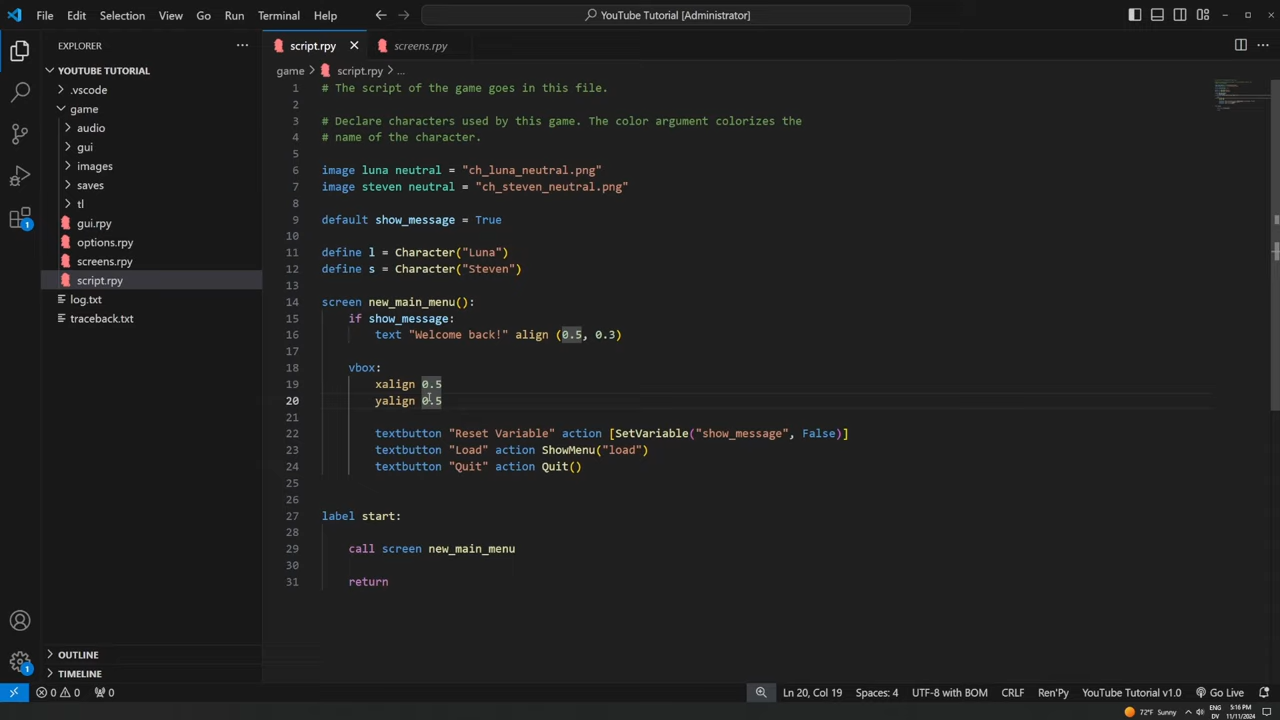 File Edit Selection View Go Run Terminal Help YouTube Tutorial [Administrator]
EXPLORER
YOUTUBE TUTORIAL
.vscode
game
audio
gui
images
saves
tl
gui.rpy
options.rpy
screens.rpy
script.rpy
log.txt
traceback.txt
OUTLINE
TIMELINE
script.rpy screens.rpy
game > script.rpy > ...
1 # The script of the game goes in this file.
2
3 # Declare characters used by this game. The color argument colorizes the
4 # name of the character.
5
6 image luna neutral = "ch_luna_neutral.png"
7 image steven neutral = "ch_steven_neutral.png"
8
9 default show_message = True
10
11 define l = Character("Luna")
12 define s = Character("Steven")
13
14 screen new_main_menu():
15 if show_message:
16 text "Welcome back!" align (0.5, 0.3)
17
18 vbox:
19 xalign 0.5
20 yalign 0.5
21
22 textbutton "Reset Variable" action [SetVariable("show_message", False)]
23 textbutton "Load" action ShowMenu("load")
24 textbutton "Quit" action Quit()
25
26
27 label start:
28
29 call screen new_main_menu
30
31 return
1
1
0 0 0 Ln 20, Col 19 Spaces: 4 UTF-8 with BOM CRLF Ren'Py YouTube Tutorial v1.0 Go Live
72°F Sunny ENG DV 5:16 PM 11/11/2024